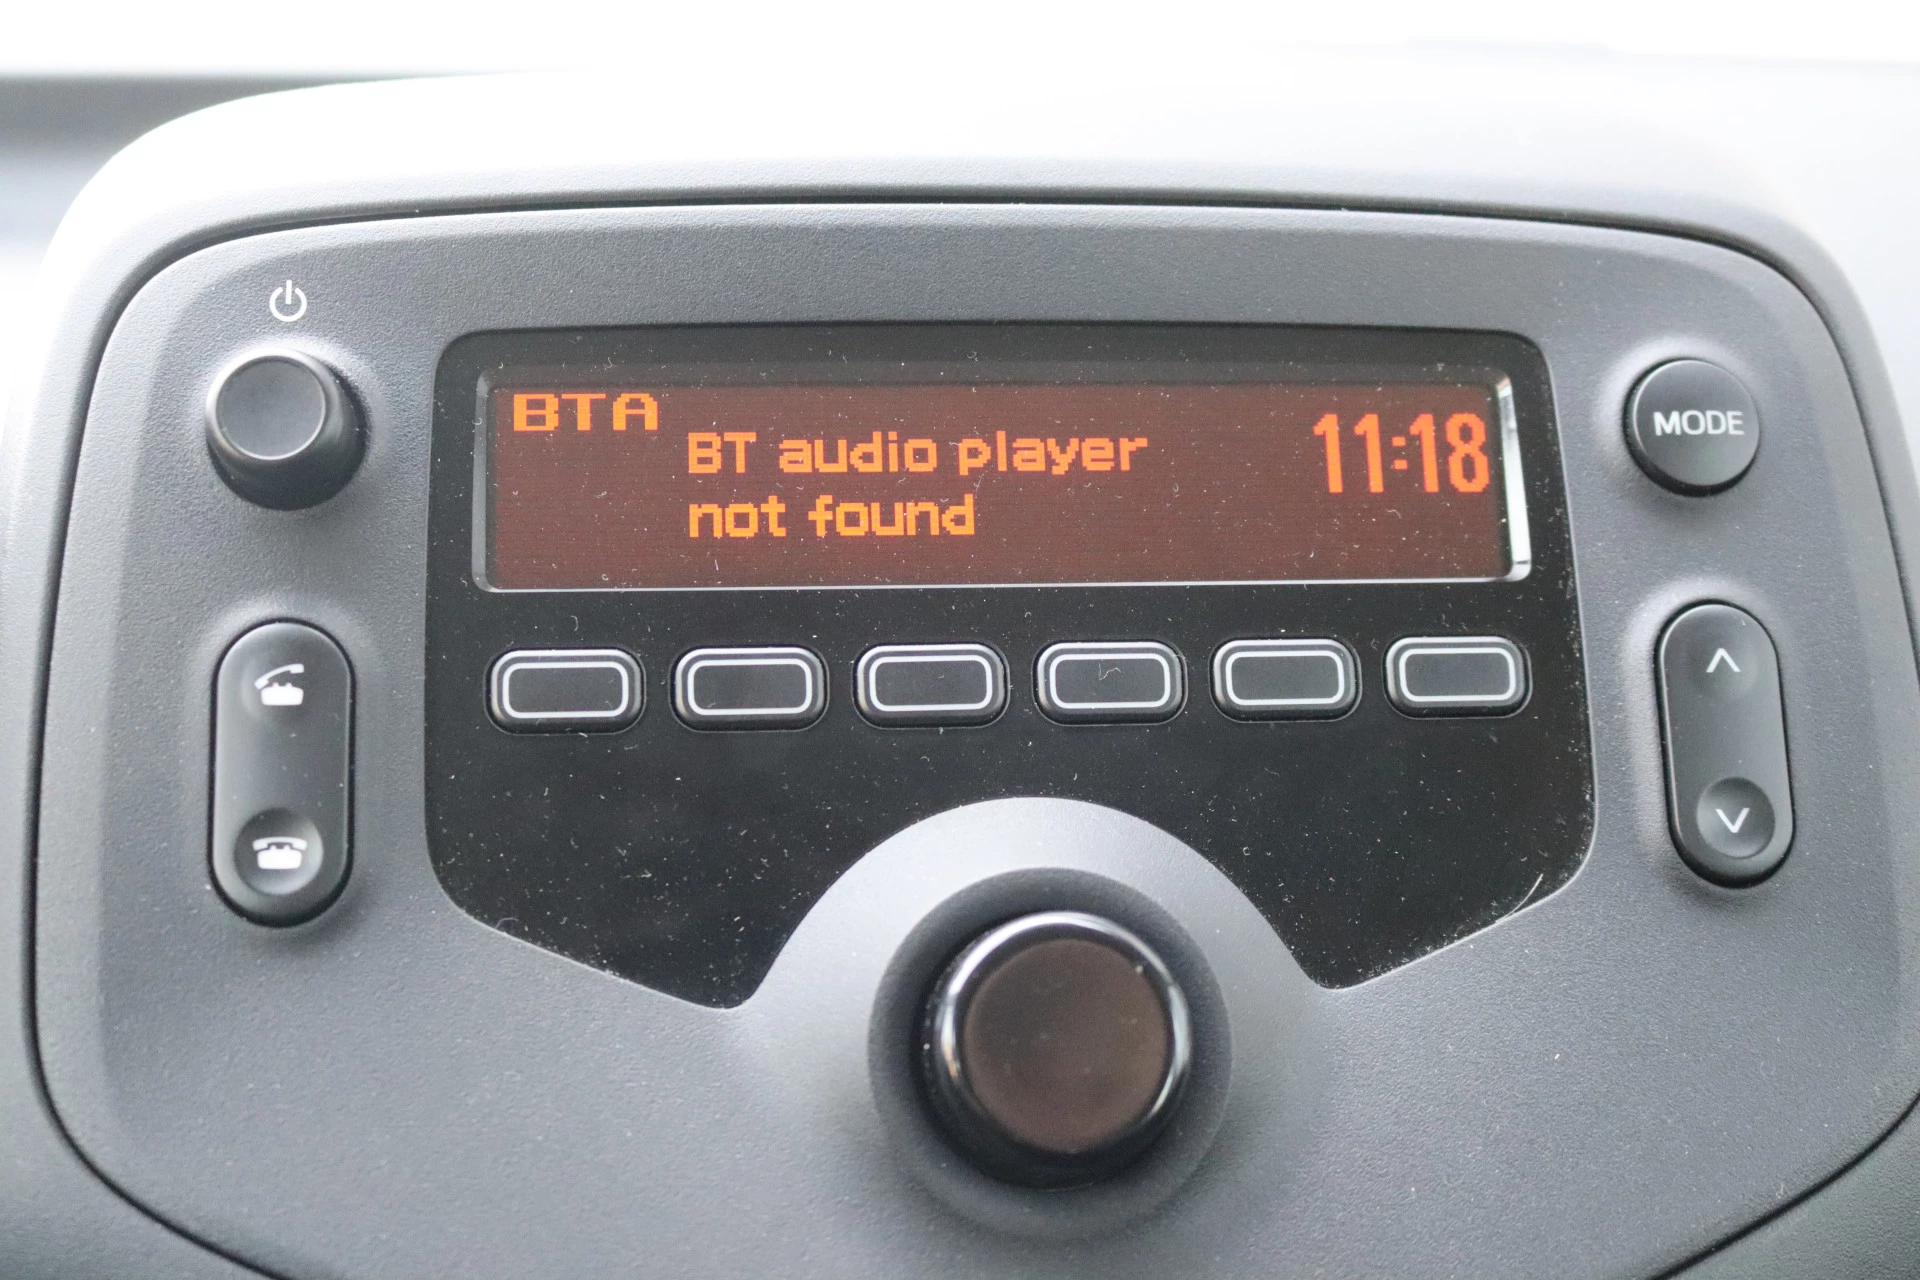 BTA
BT audio player
not found
11:18
MODE